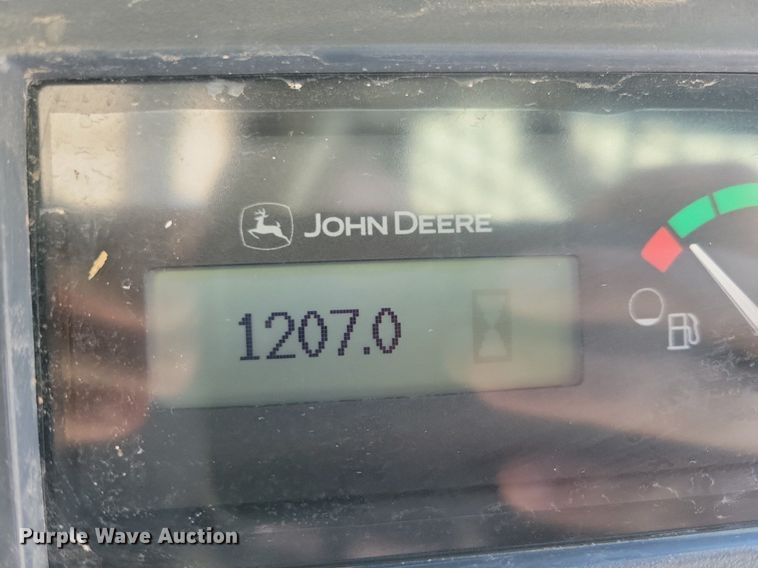 JOHN DEERE
1207.0
Purple Wave Auction